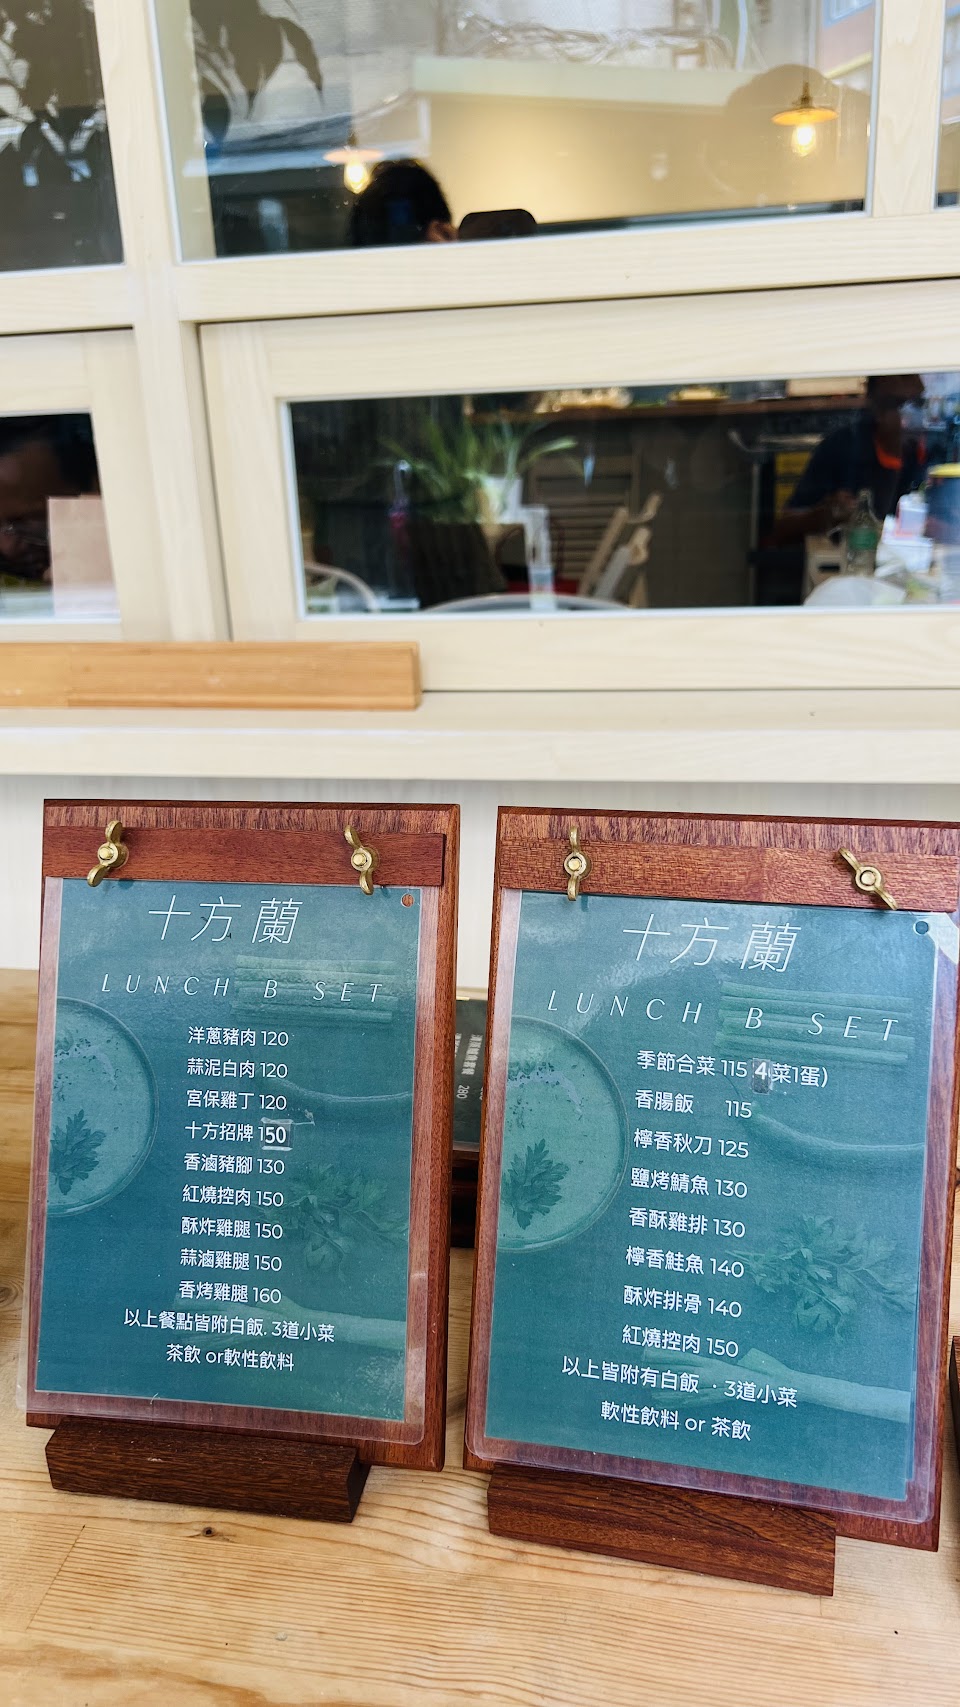 十方蘭
LUNCH B SET
洋蔥豬肉 120
蒜泥白肉 120
宮保雞丁 120
十方招牌 150
香滷豬腳 130
紅燒控肉 150
酥炸雞腿 150
蒜滷雞腿 150
香烤雞腿 160
以上餐點皆附白飯. 3道小菜
茶飲 or軟性飲料
十方蘭
LUNCH B SET
季節合菜 115 4菜1蛋)
香腸飯 115
檸香秋刀 125
鹽烤鯖魚 130
香酥雞排 130
檸香鮭魚 140
酥炸排骨 140
紅燒控肉 150
以上皆附有白飯 · 3道小菜
軟性飲料 or 茶飲
280